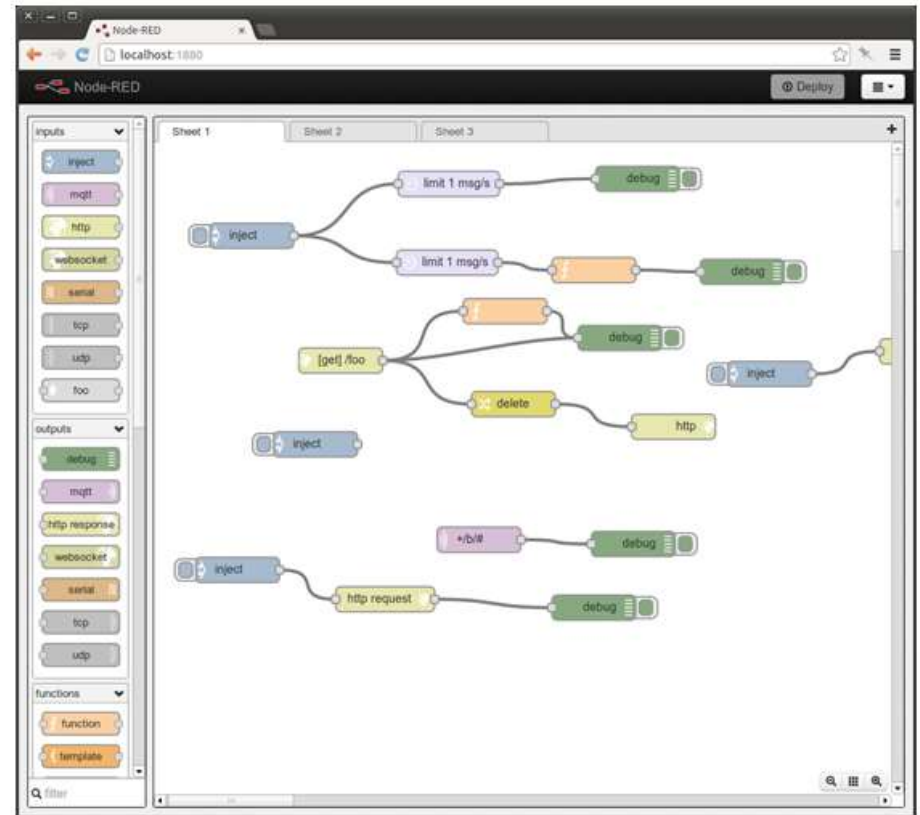 Node-RED
localhost:1880
Node-RED
Deploy
inputs
inject
mqtt
http
websocket
serial
tcp
udp
foo
outputs
debug
mqtt
http response
websocket
serial
tcp
udp
functions
function
template
filter
Sheet 1
Sheet 2
Sheet 3
limit 1 msg/s
debug
inject
limit 1 msg/s
f
debug
f
[get] /foo
debug
inject
delete
http
inject
+/b/#
debug
inject
http request
debug